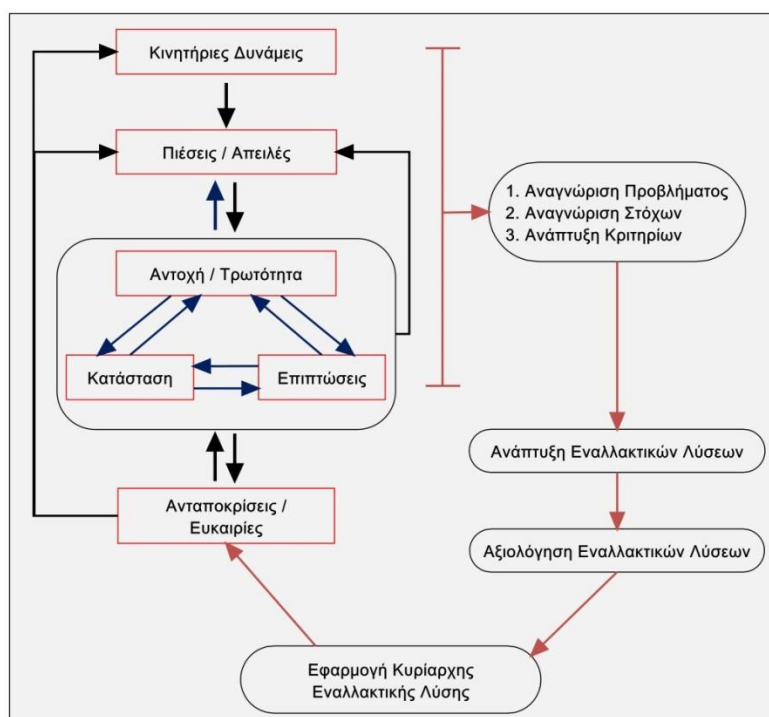 Κινητήριες Δυνάμεις
Πιέσεις / Απειλές
Αντοχή / Τρωτότητα
Κατάσταση
Επιπτώσεις
Ανταποκρίσεις /
Ευκαιρίες
1. Αναγνώριση Προβλήματος
2. Αναγνώριση Στόχων
3. Ανάπτυξη Κριτηρίων
Ανάπτυξη Εναλλακτικών Λύσεων
Αξιολόγηση Εναλλακτικών Λύσεων
Εφαρμογή Κυρίαρχης
Εναλλακτικής Λύσης